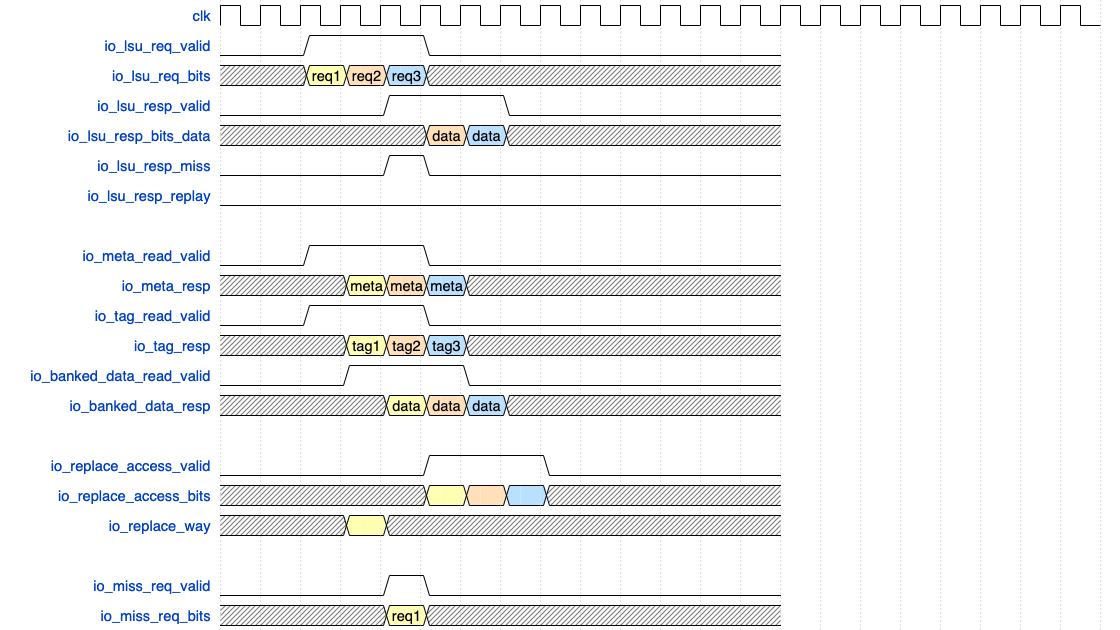 clk
io_lsu_req_valid
io_lsu_req_bits req1 req2 req3
io_lsu_resp_valid
io_lsu_resp_bits_data data data
io_lsu_resp_miss
io_lsu_resp_replay
io_meta_read_valid
io_meta_resp meta meta meta
io_tag_read_valid
io_tag_resp tag1 tag2 tag3
io_banked_data_read_valid
io_banked_data_resp data data data
io_replace_access_valid
io_replace_access_bits
io_replace_way
io_miss_req_valid
io_miss_req_bits req1